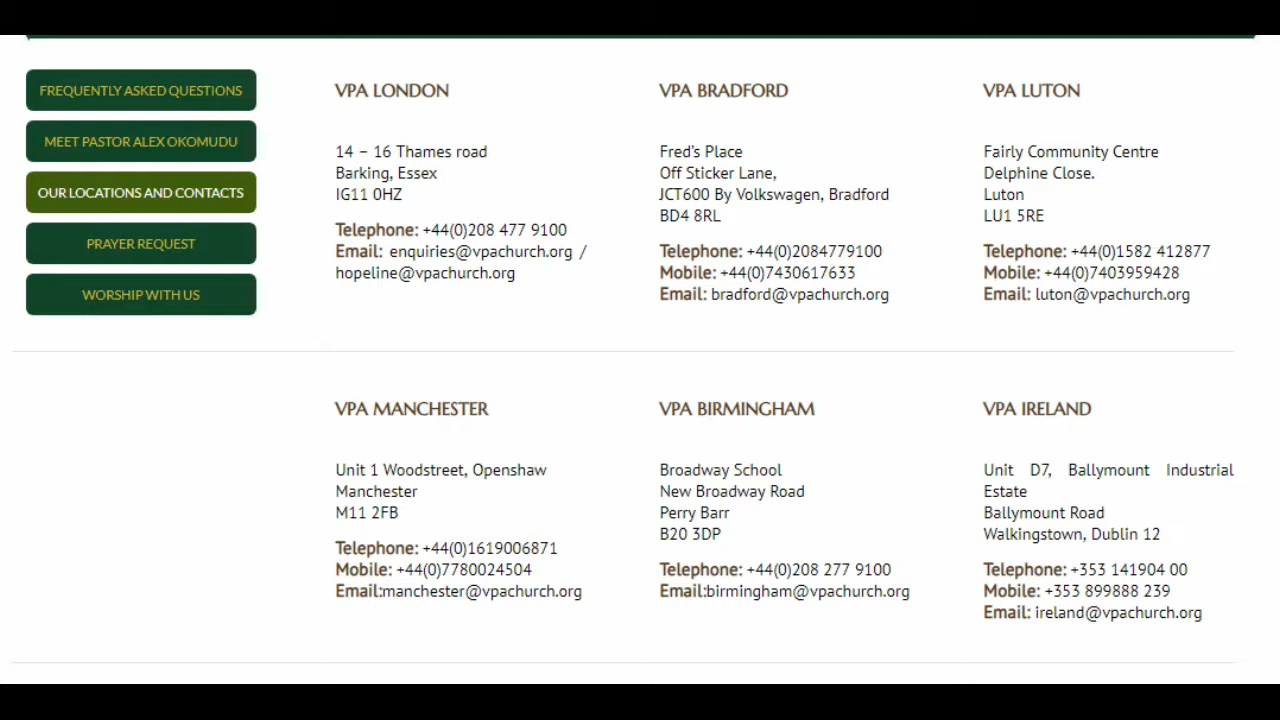 FREQUENTLY ASKED QUESTIONS
MEET PASTOR ALEX OKOMUDU
OUR LOCATIONS AND CONTACTS
PRAYER REQUEST
WORSHIP WITH US
VPA LONDON
14 – 16 Thames road
Barking, Essex
IG11 0HZ
Telephone: +44(0)208 477 9100
Email: enquiries@vpachurch.org /
hopeline@vpachurch.org
VPA BRADFORD
Fred's Place
Off Sticker Lane,
JCT600 By Volkswagen, Bradford
BD4 8RL
Telephone: +44(0)2084779100
Mobile: +44(0)7430617633
Email: bradford@vpachurch.org
VPA LUTON
Fairly Community Centre
Delphine Close.
Luton
LU1 5RE
Telephone: +44(0)1582 412877
Mobile: +44(0)7403959428
Email: luton@vpachurch.org
VPA MANCHESTER
Unit 1 Woodstreet, Openshaw
Manchester
M11 2FB
Telephone: +44(0)1619006871
Mobile: +44(0)7780024504
Email:manchester@vpachurch.org
VPA BIRMINGHAM
Broadway School
New Broadway Road
Perry Barr
B20 3DP
Telephone: +44(0)208 277 9100
Email:birmingham@vpachurch.org
VPA IRELAND
Unit D7, Ballymount Industrial
Estate
Ballymount Road
Walkingstown, Dublin 12
Telephone: +353 141904 00
Mobile: +353 899888 239
Email: ireland@vpachurch.org